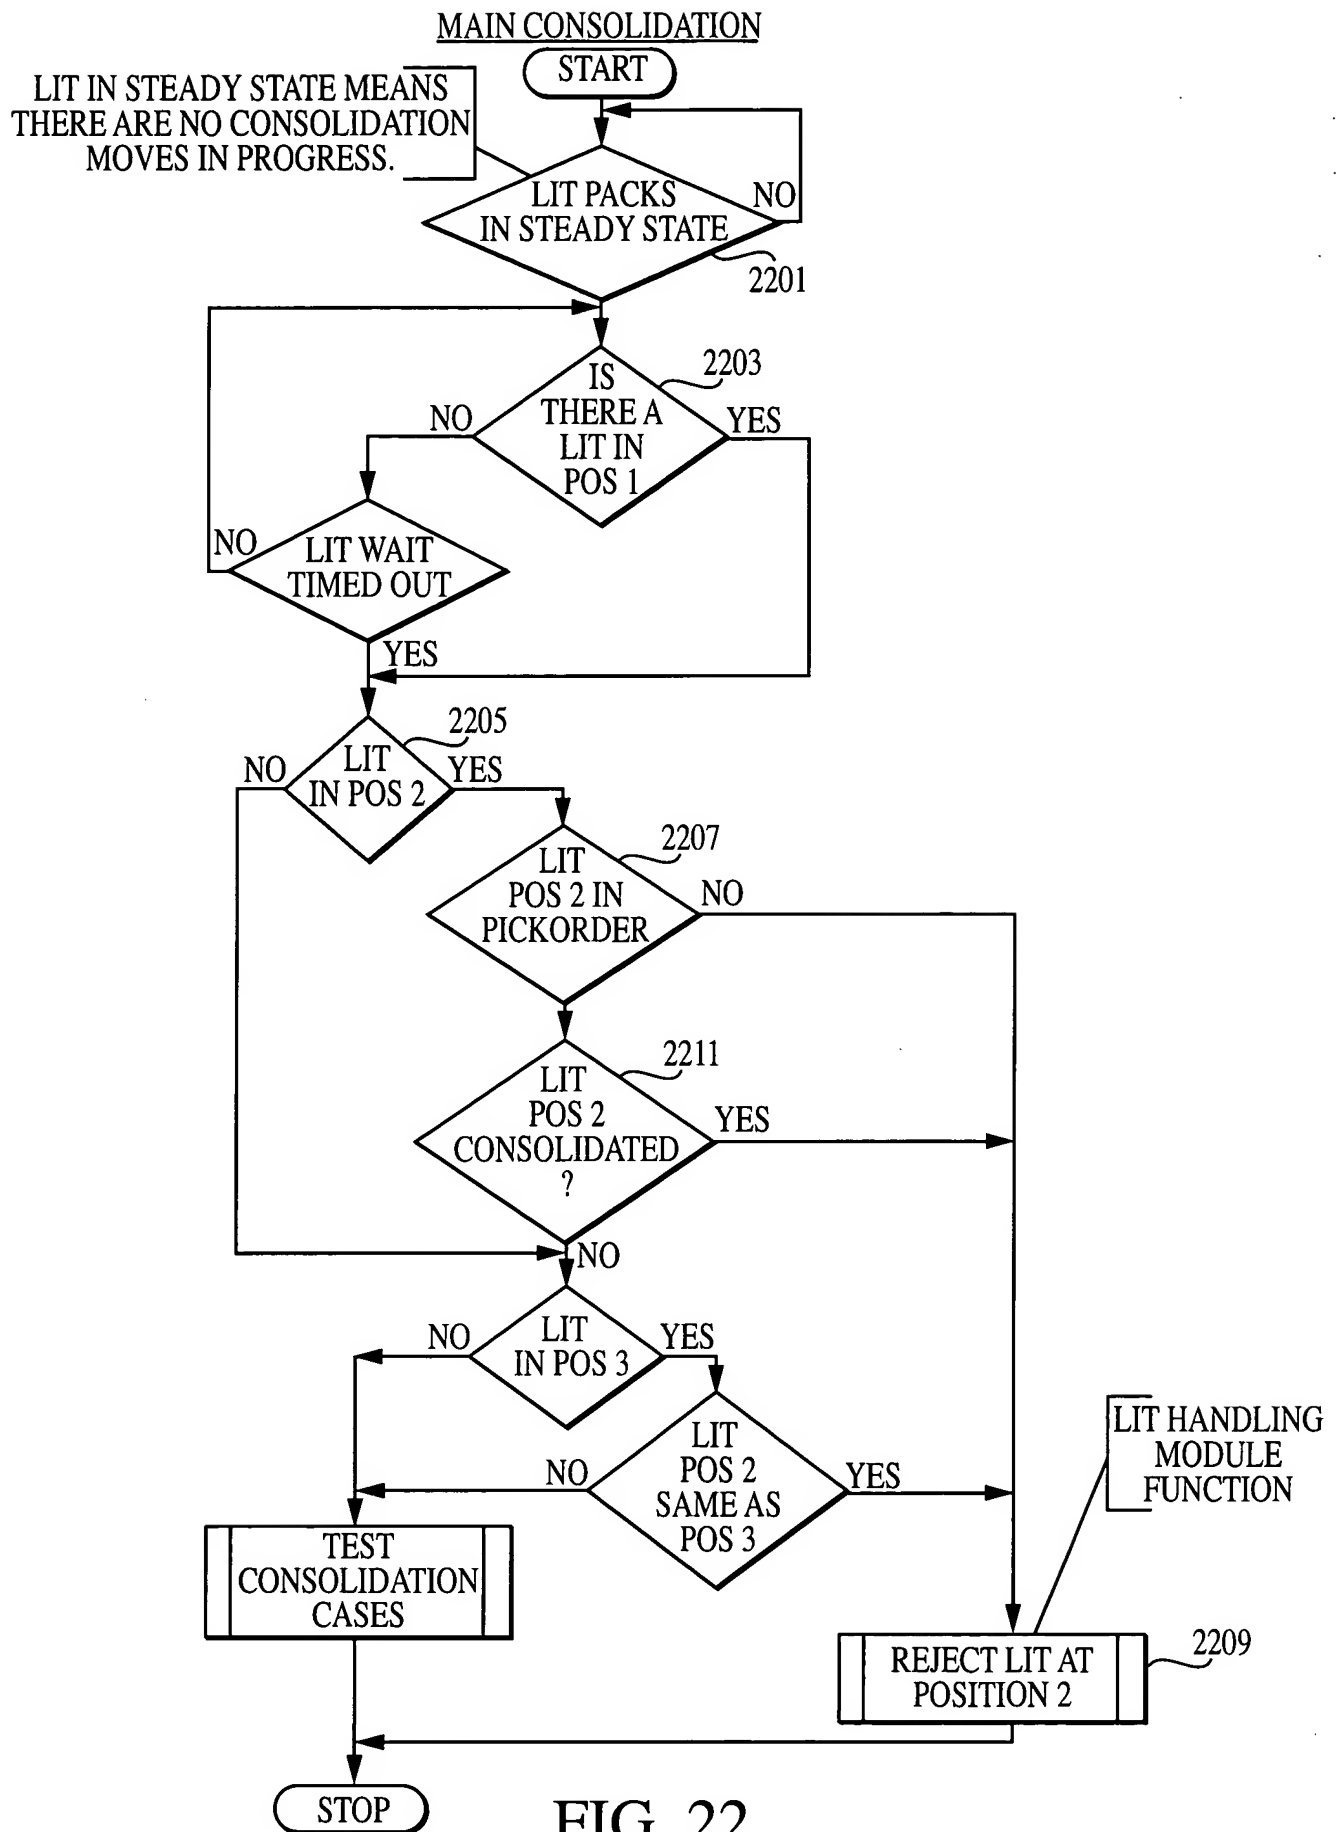 MAIN CONSOLIDATION
START
LIT IN STEADY STATE MEANS
THERE ARE NO CONSOLIDATION
MOVES IN PROGRESS.
LIT PACKS
IN STEADY STATE
NO
2201
2203
IS
THERE A
LIT IN
POS 1
NO
YES
NO
LIT WAIT
TIMED OUT
YES
2205
LIT
IN POS 2
NO
YES
2207
LIT
POS 2 IN
PICKORDER
NO
2211
LIT
POS 2
CONSOLIDATED
?
YES
NO
LIT
IN POS 3
NO
YES
LIT
POS 2
SAME AS
POS 3
NO
YES
LIT HANDLING
MODULE
FUNCTION
TEST
CONSOLIDATION
CASES
REJECT LIT AT
POSITION 2
2209
STOP
FIG. 22